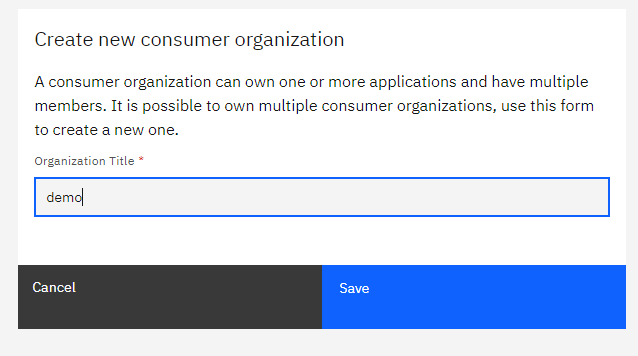 Create new consumer organization
A consumer organization can own one or more applications and have multiple
members. It is possible to own multiple consumer organizations, use this form
to create a new one.
Organization Title *
demo
Cancel
Save